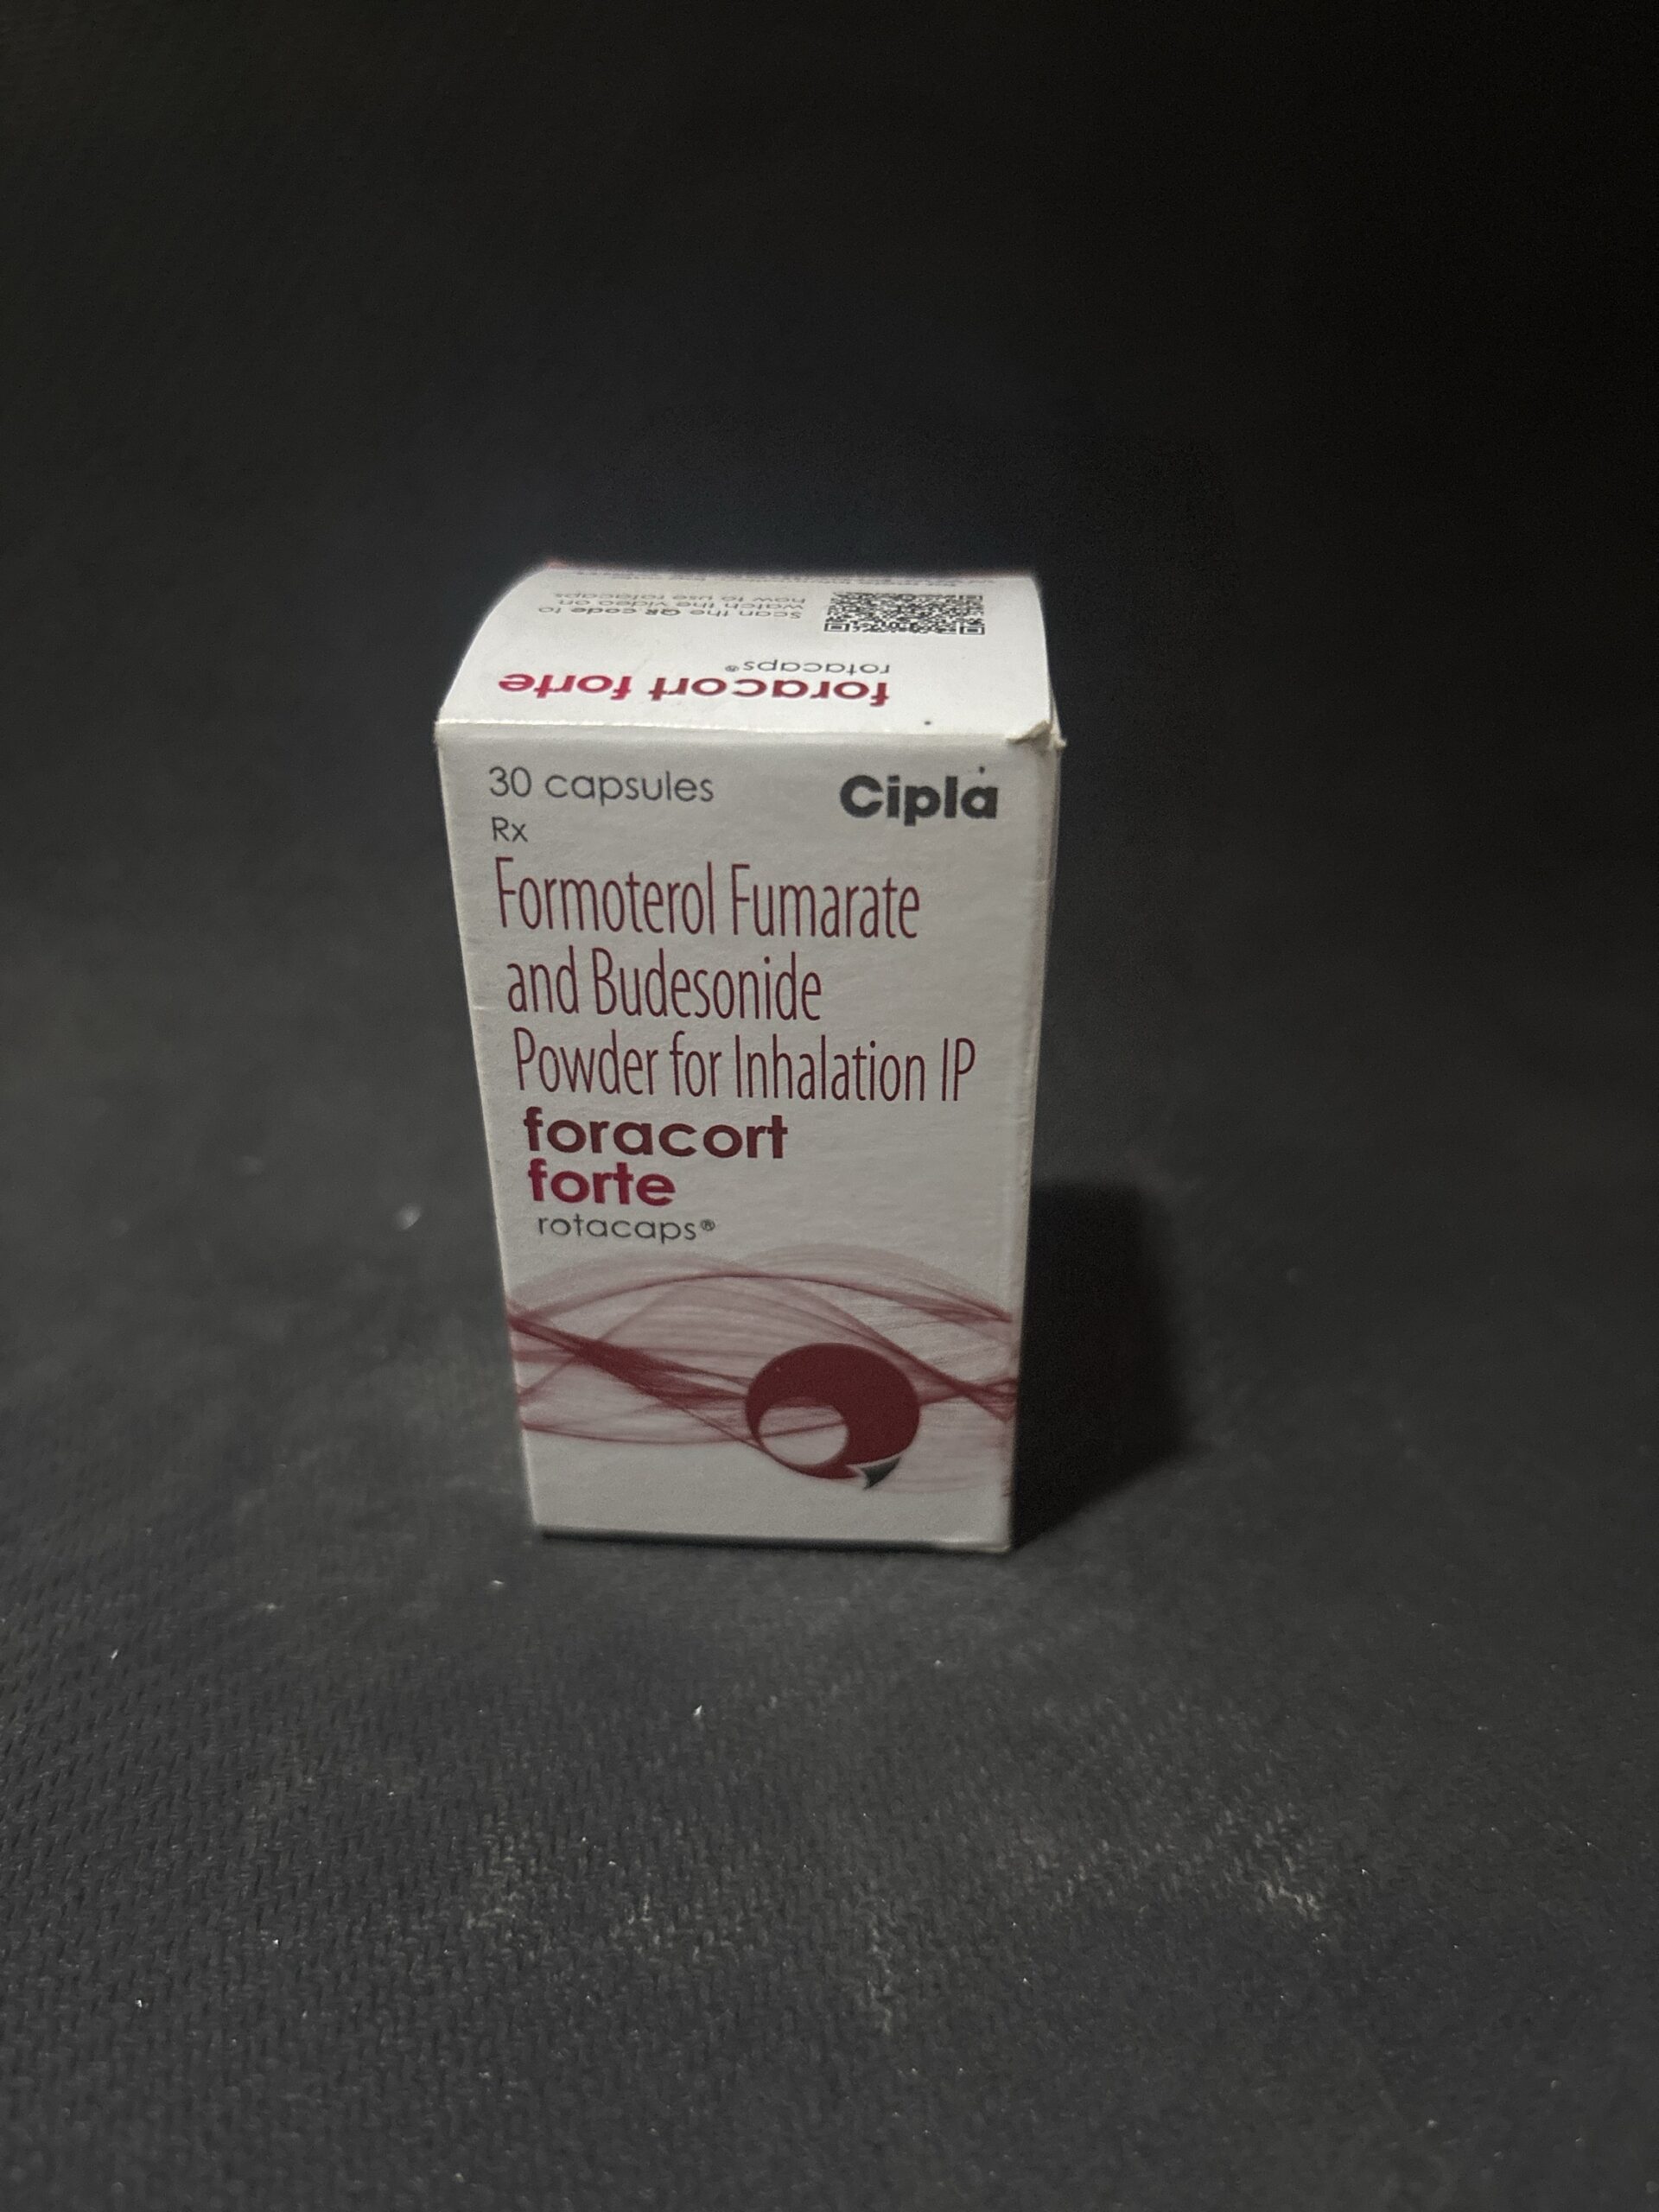 foracort forte
rotacaps®
Scan the QR code to
watch the video on
how to use rotacaps
30 capsules
Cipla
Rx
Formoterol Fumarate
and Budesonide
Powder for Inhalation IP
foracort
forte
rotacaps®